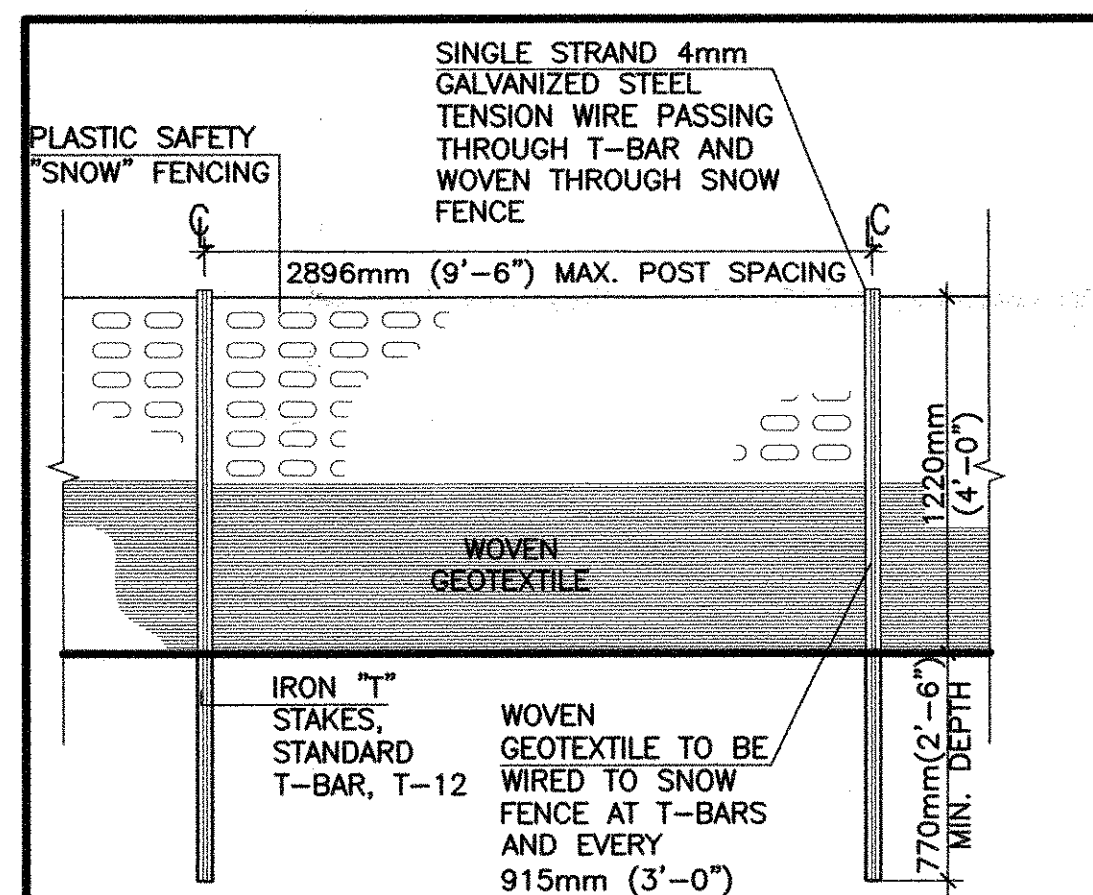 SINGLE STRAND 4mm
GALVANIZED STEEL
TENSION WIRE PASSING
THROUGH T-BAR AND
WOVEN THROUGH SNOW
FENCE
PLASTIC SAFETY
"SNOW" FENCING
℄
℄
2896mm (9'-6") MAX. POST SPACING
1220mm
(4'-0")
WOVEN
GEOTEXTILE
IRON "T"
STAKES,
STANDARD
T-BAR, T-12
WOVEN
GEOTEXTILE TO BE
WIRED TO SNOW
FENCE AT T-BARS
AND EVERY
915mm (3'-0")
770mm(2'-6")
MIN. DEPTH